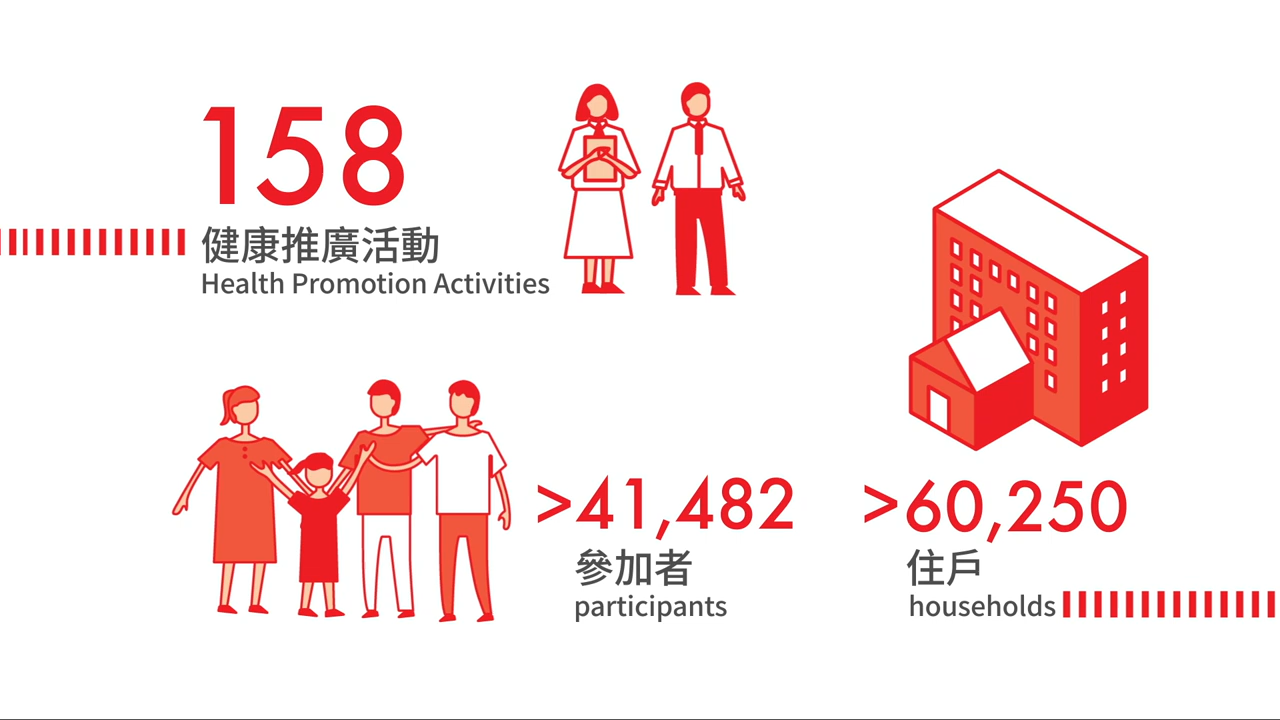 158
健康推廣活動
Health Promotion Activities
>41,482
參加者
participants
>60,250
住戶
households